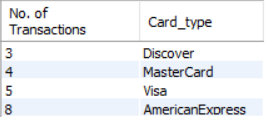 No. of Transactions Card_type
3 Discover
4 MasterCard
5 Visa
8 AmericanExpress